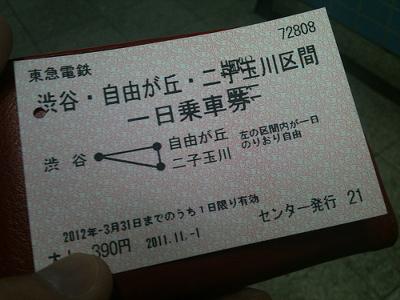 72808
東急電鉄
渋谷・自由が丘・二子玉川区間
一日乗車券
渋谷
自由が丘
二子玉川
左の区間内が一日
のりおり自由
2012年-3月31日までのうち1日限り有効
390円 2011.11.-1
センター発行 21